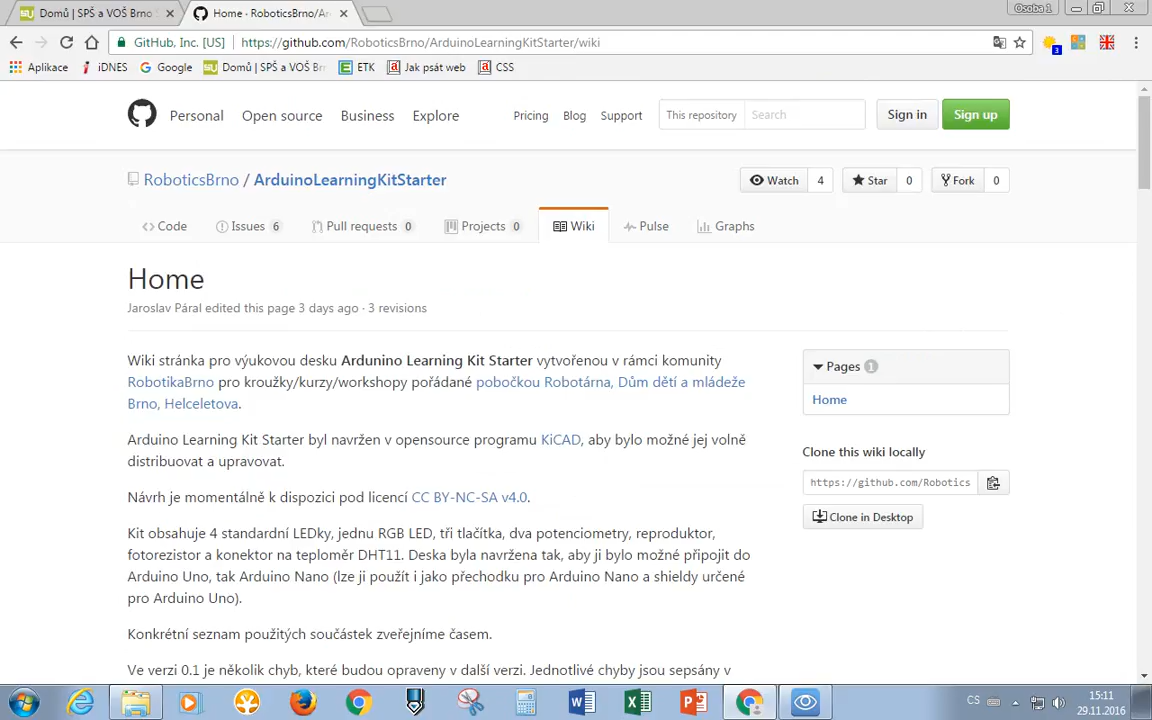 Domů | SPŠ a VOŠ Brno
Home · RoboticsBrno/Ar
Osoba 1
GitHub, Inc. [US]
https://github.com/RoboticsBrno/ArduinoLearningKitStarter/wiki
3
Aplikace
iDNES
Google
Domů | SPŠ a VOŠ Br
ETK
Jak psát web
CSS
Personal
Open source
Business
Explore
Pricing
Blog
Support
This repository
Search
Sign in
Sign up
RoboticsBrno / ArduinoLearningKitStarter
Watch 4
Star 0
Fork 0
Code
Issues 6
Pull requests 0
Projects 0
Wiki
Pulse
Graphs
Home
Jaroslav Páral edited this page 3 days ago · 3 revisions
Wiki stránka pro výukovou desku Ardunino Learning Kit Starter vytvořenou v rámci komunity
RobotikaBrno pro kroužky/kurzy/workshopy pořádané pobočkou Robotárna, Dům dětí a mládeže
Brno, Helceletova.
Arduino Learning Kit Starter byl navržen v opensource programu KiCAD, aby bylo možné jej volně
distribuovat a upravovat.
Návrh je momentálně k dispozici pod licencí CC BY-NC-SA v4.0.
Kit obsahuje 4 standardní LEDky, jednu RGB LED, tři tlačítka, dva potenciometry, reproduktor,
fotorezistor a konektor na teploměr DHT11. Deska byla navržena tak, aby ji bylo možné připojit do
Arduino Uno, tak Arduino Nano (lze ji použít i jako přechodku pro Arduino Nano a shieldy určené
pro Arduino Uno).
Konkrétní seznam použitých součástek zveřejníme časem.
Ve verzi 0.1 je několik chyb, které budou opraveny v další verzi. Jednotlivé chyby jsou sepsány v
Pages 1
Home
Clone this wiki locally
https://github.com/Robotics
Clone in Desktop
CS
15:11
29.11.2016